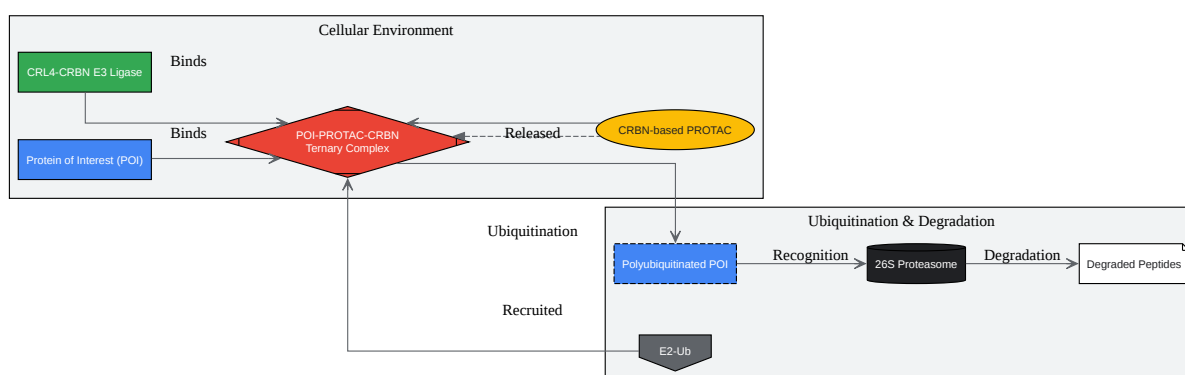 Cellular Environment
CRL4-CRBN E3 Ligase
Binds
Protein of Interest (POI)
Binds
POI-PROTAC-CRBN
Ternary Complex
Released
CRBN-based PROTAC
Ubiquitination
Ubiquitination & Degradation
Polyubiquitinated POI
Recognition
26S Proteasome
Degradation
Degraded Peptides
Recruited
E2-Ub